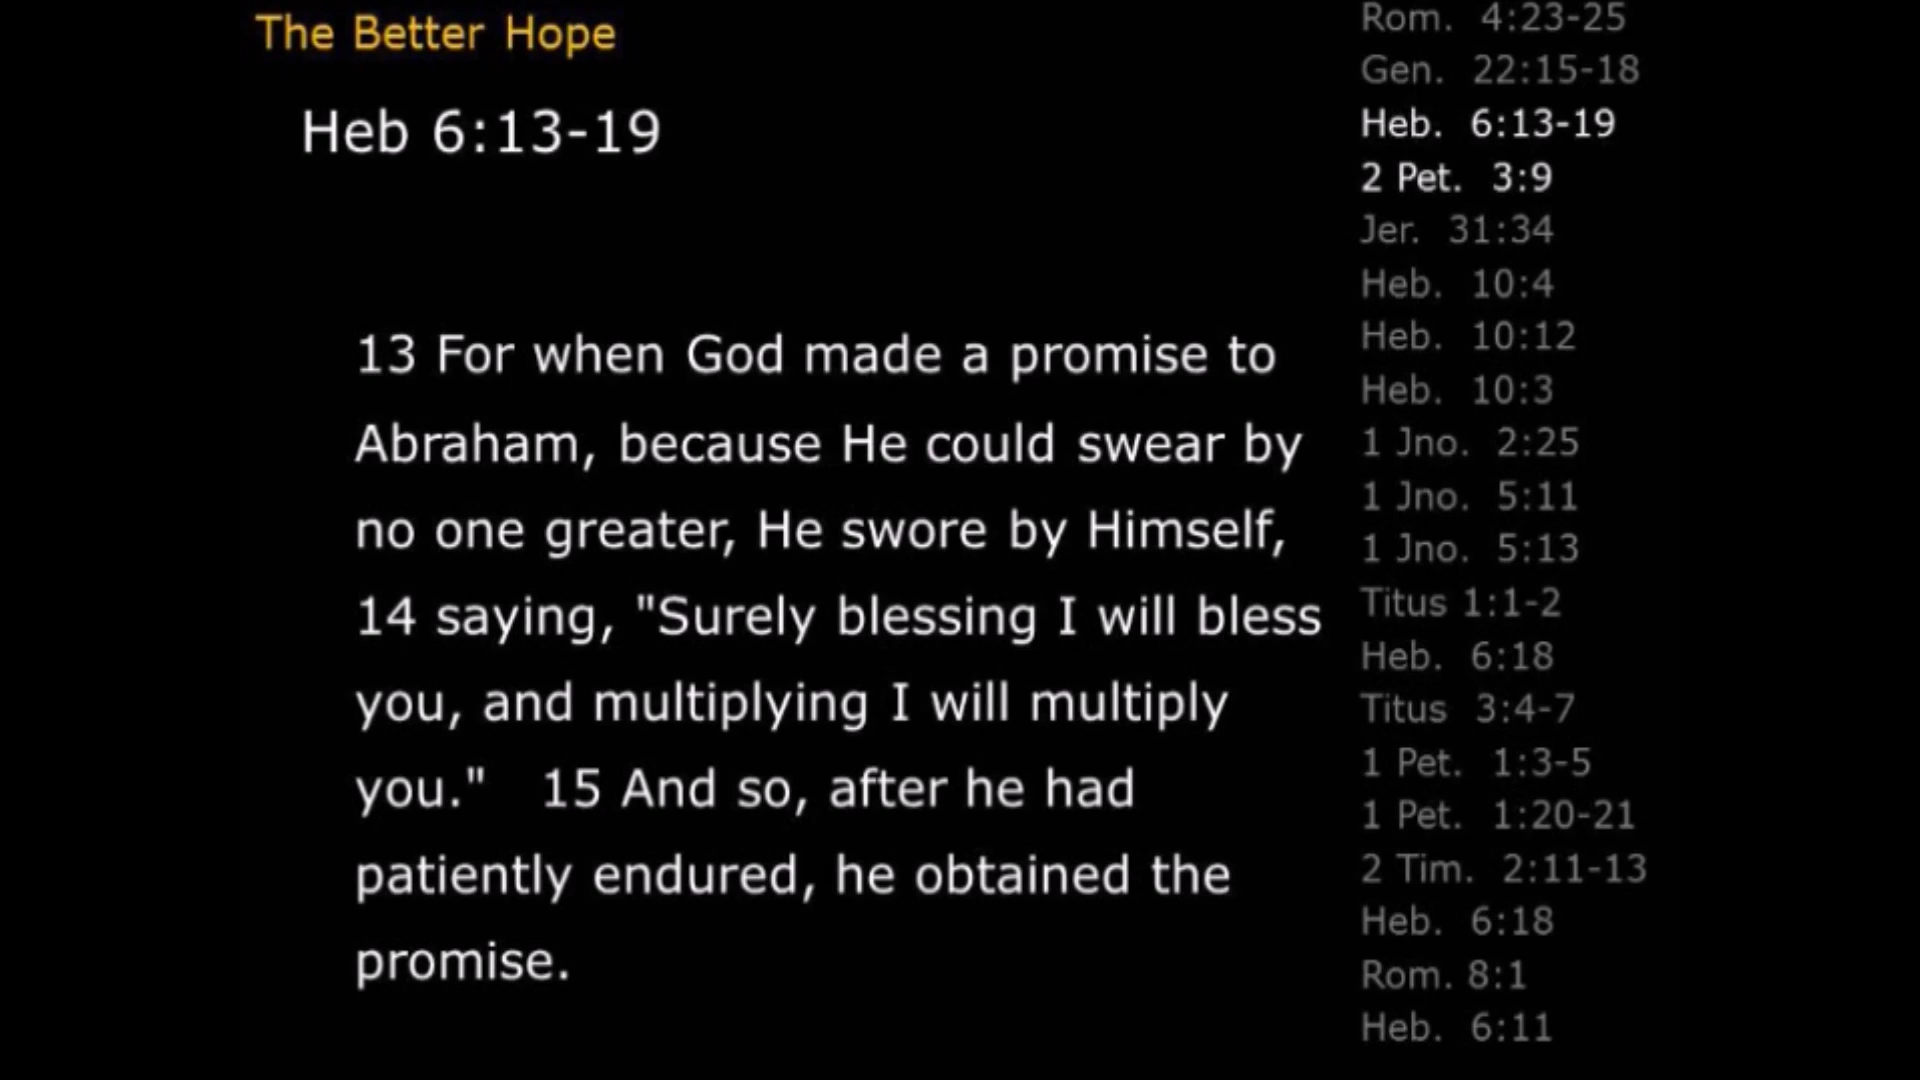 The Better Hope
Heb 6:13-19
13 For when God made a promise to
Abraham, because He could swear by
no one greater, He swore by Himself,
14 saying, "Surely blessing I will bless
you, and multiplying I will multiply
you."   15 And so, after he had
patiently endured, he obtained the
promise.
Rom.  4:23-25
Gen.  22:15-18
Heb.  6:13-19
2 Pet.  3:9
Jer.  31:34
Heb.  10:4
Heb.  10:12
Heb.  10:3
1 Jno.  2:25
1 Jno.  5:11
1 Jno.  5:13
Titus 1:1-2
Heb.  6:18
Titus  3:4-7
1 Pet.  1:3-5
1 Pet.  1:20-21
2 Tim.  2:11-13
Heb.  6:18
Rom. 8:1
Heb.  6:11